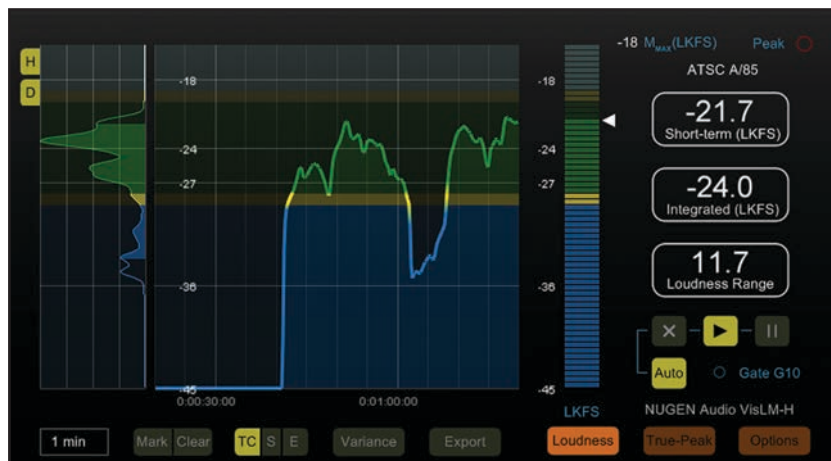 -18 M MAX (LKFS) Peak
ATSC A/85
H
D
-18
-24
-27
-36
-45
0:00:30:00
0:01:00:00
-18
-24
-27
-36
-45
LKFS
-21.7
Short-term (LKFS)
-24.0
Integrated (LKFS)
11.7
Loudness Range
Auto
Gate G10
NUGEN Audio VisLM-H
1 min
Mark
Clear
TC
S
E
Variance
Export
Loudness
True-Peak
Options